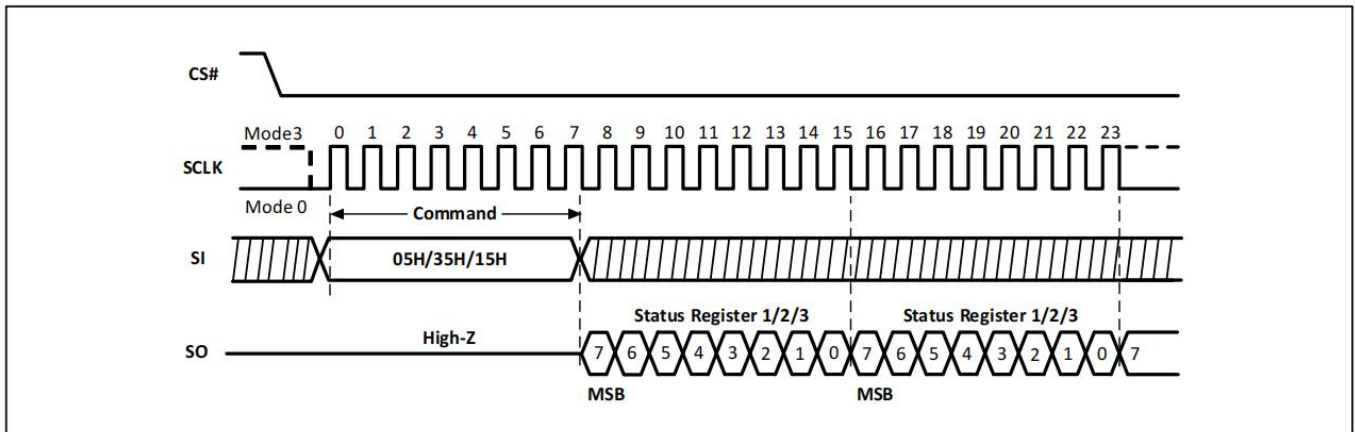 CS#
Mode3 0 1 2 3 4 5 6 7 8 9 10 11 12 13 14 15 16 17 18 19 20 21 22 23
SCLK
Mode 0 Command
SI 05H/35H/15H
High-Z Status Register 1/2/3 Status Register 1/2/3
SO 7 6 5 4 3 2 1 0 7 6 5 4 3 2 1 0 7
MSB MSB